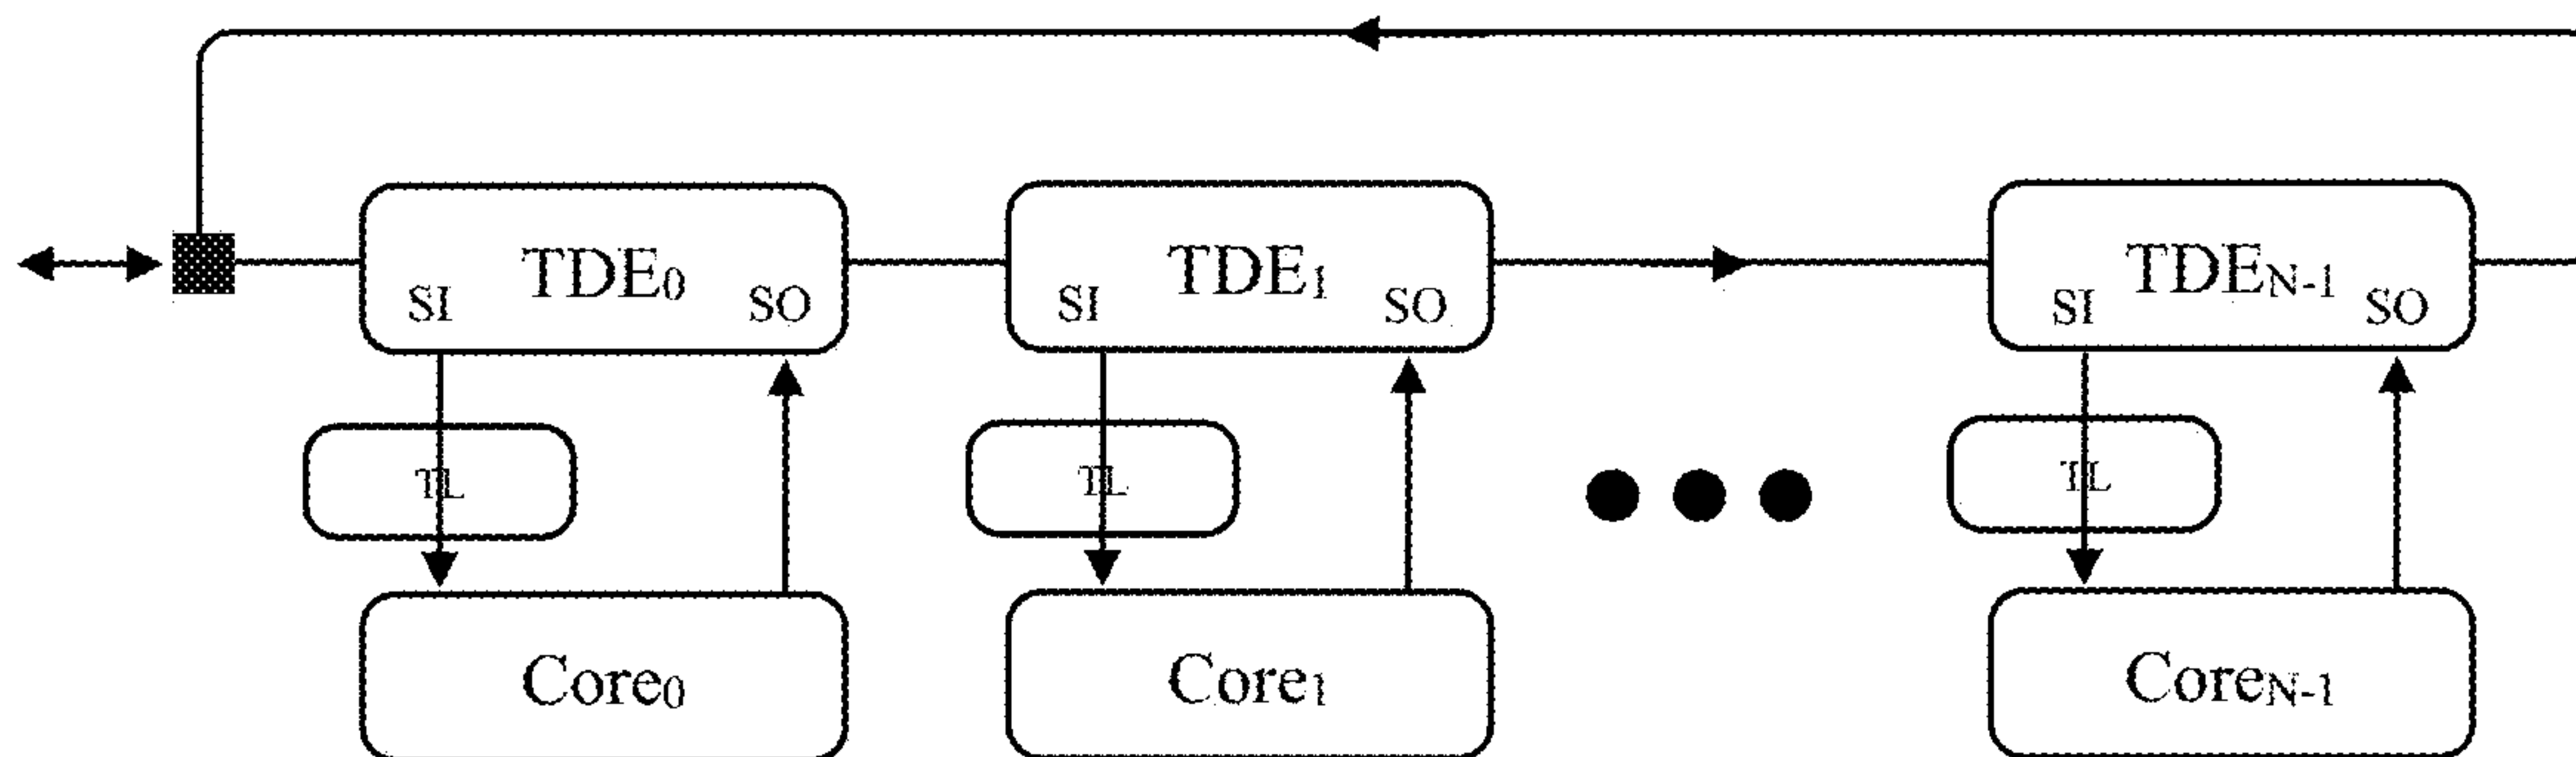 TDE0 TDE1 TDEN-1
SI SO SI SO SI SO
TL TL TL
Core0 Core1 CoreN-1